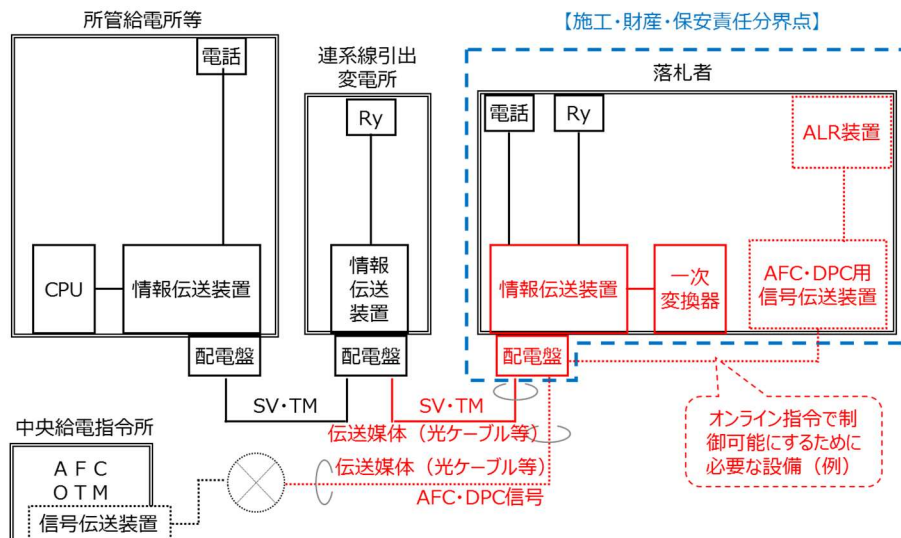 所管給電所等
電話
CPU
情報伝送装置
配電盤
連系線引出
変電所
Ry
情報
伝送
装置
配電盤
【施工・財産・保安責任分界点】
落札者
電話
Ry
ALR装置
情報伝送装置
一次
変換器
AFC・DPC用
信号伝送装置
配電盤
SV・TM
SV・TM
伝送媒体（光ケーブル等）
オンライン指令で制
御可能にするために
必要な設備（例）
中央給電指令所
ＡＦＣ
ＯＴＭ
信号伝送装置
伝送媒体（光ケーブル等）
AFC・DPC信号